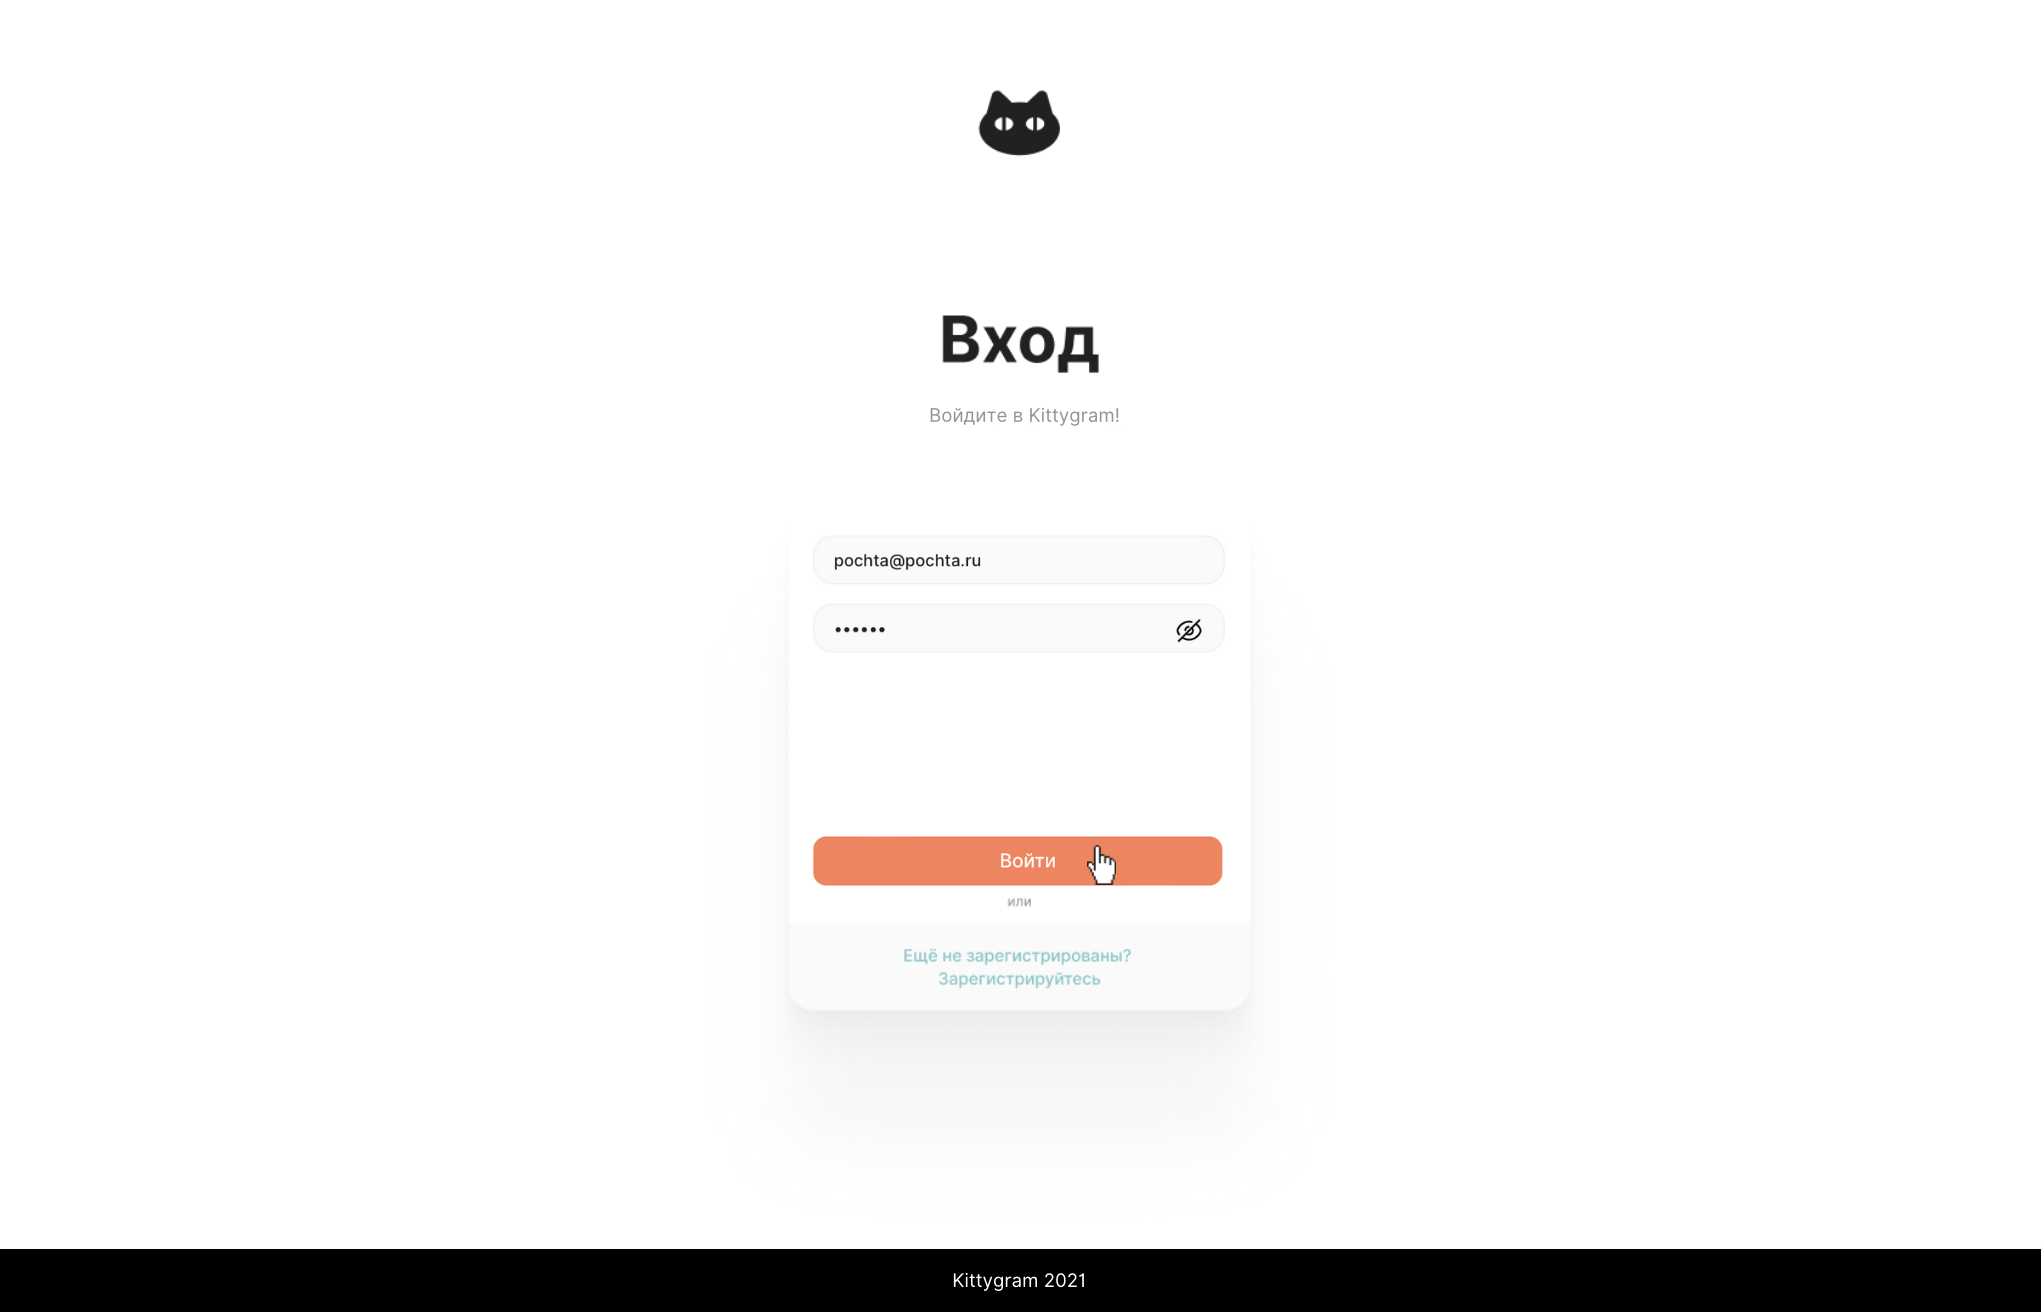 Вход
Войдите в Kittygram!
pochta@pochta.ru
••••••
Войти
или
Ещё не зарегистрированы?
Зарегистрируйтесь
Kittygram 2021